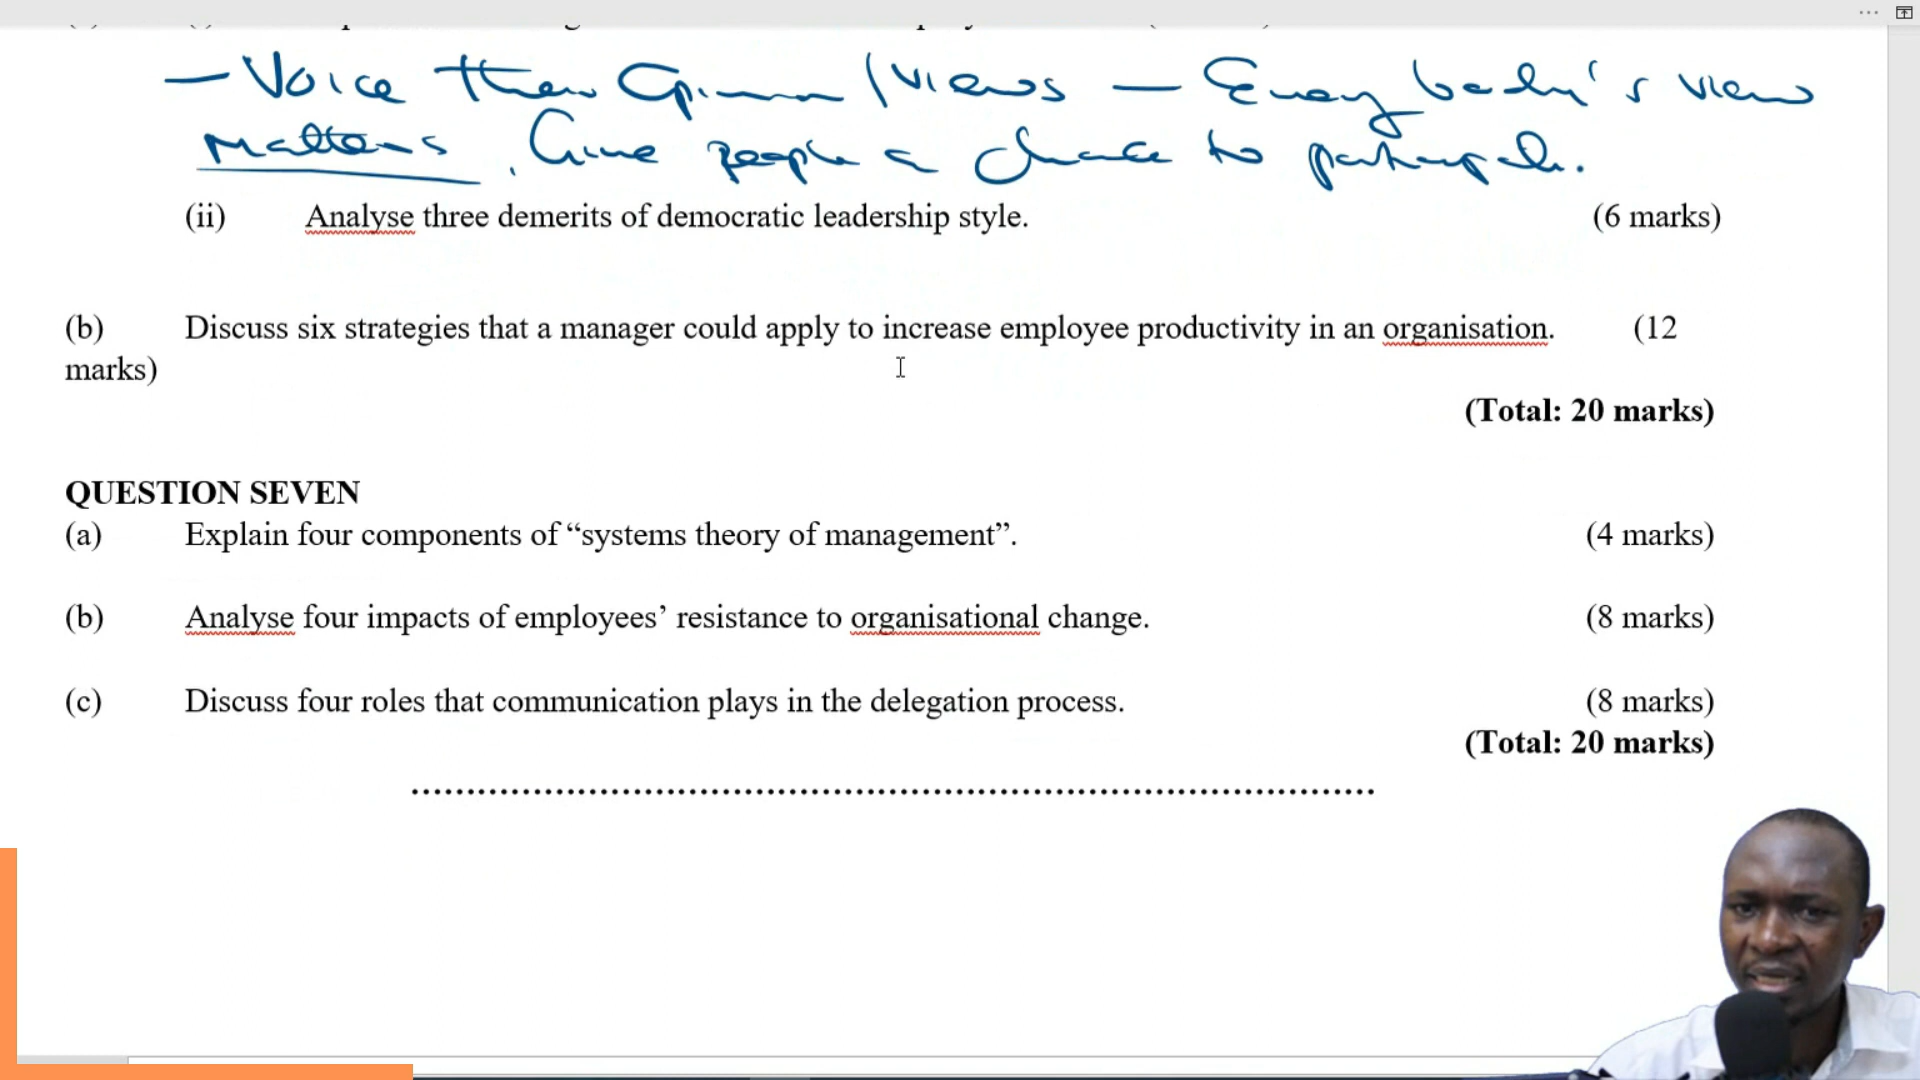 — Voice their Opinion / views — Every body's view
matters. Give people a chance to participate.
(ii) Analyse three demerits of democratic leadership style. (6 marks)
(b) Discuss six strategies that a manager could apply to increase employee productivity in an organisation. (12
marks)
(Total: 20 marks)
QUESTION SEVEN
(a) Explain four components of “systems theory of management”. (4 marks)
(b) Analyse four impacts of employees’ resistance to organisational change. (8 marks)
(c) Discuss four roles that communication plays in the delegation process. (8 marks)
(Total: 20 marks)